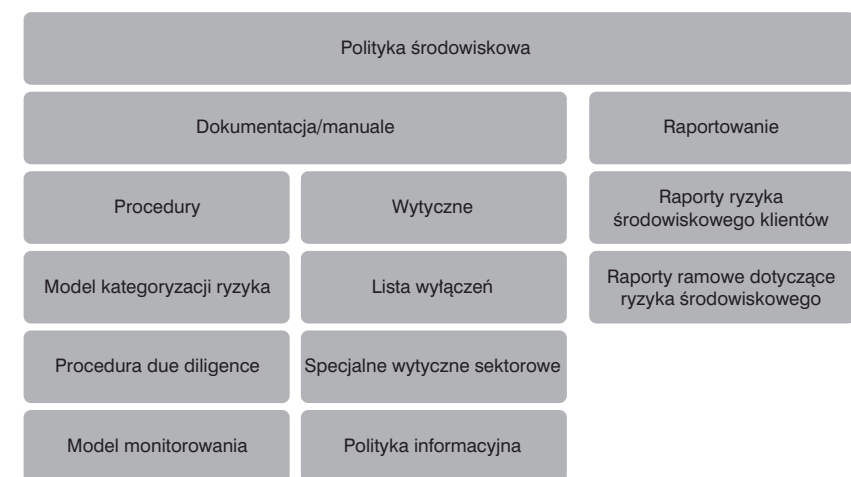 Polityka środowiskowa
Dokumentacja/manuale
Raportowanie
Procedury
Wytyczne
Raporty ryzyka
środowiskowego klientów
Model kategoryzacji ryzyka
Lista wyłączeń
Raporty ramowe dotyczące
ryzyka środowiskowego
Procedura due diligence
Specjalne wytyczne sektorowe
Model monitorowania
Polityka informacyjna